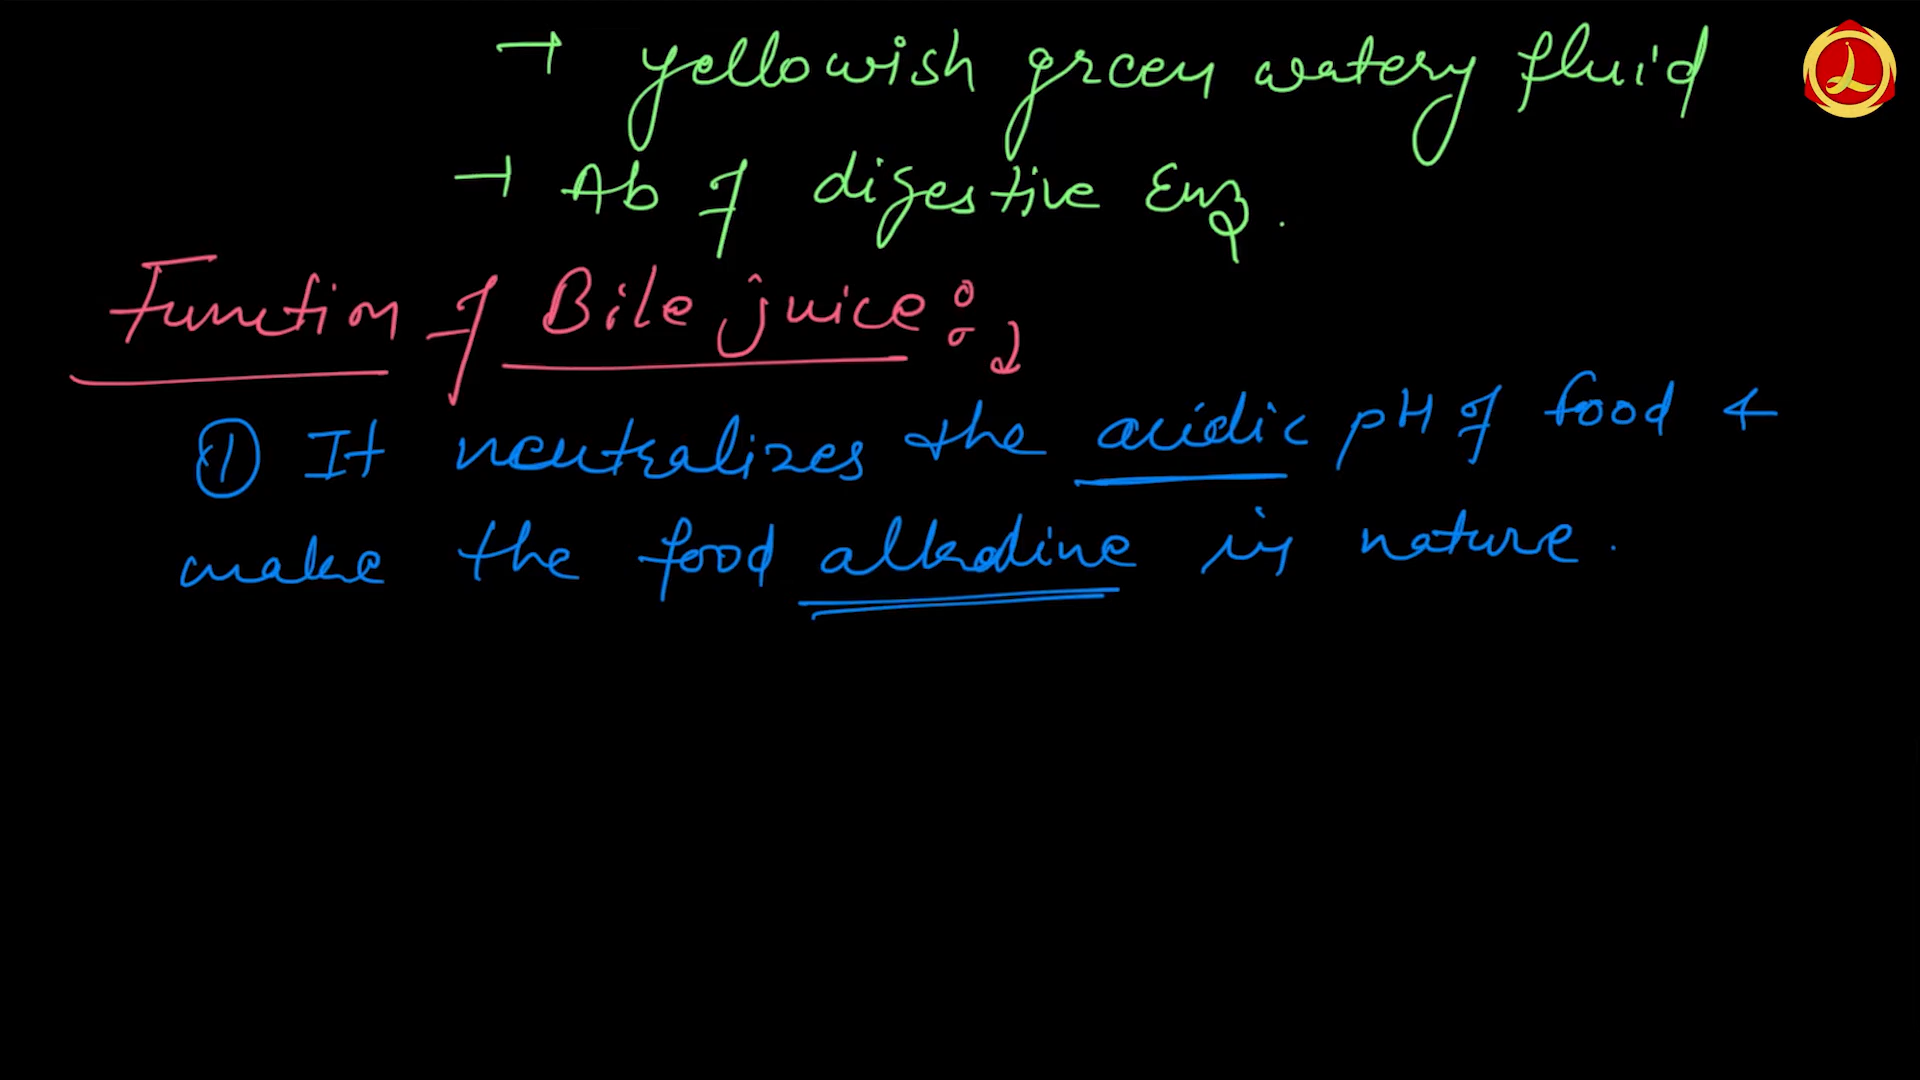 → yellowish green watery fluid
→ Ab of digestive Enz.
Function of Bile juice :
① It neutralizes the acidic pH of food &
make the food alkaline in nature.